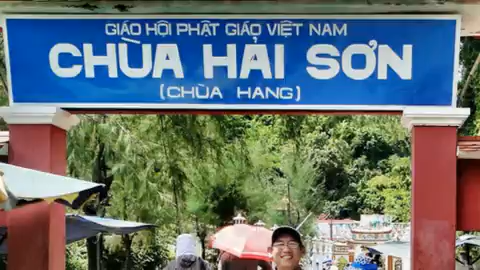 GIÁO HỘI PHẬT GIÁO VIỆT NAM
CHÙA HẢI SƠN
(CHÙA HANG)